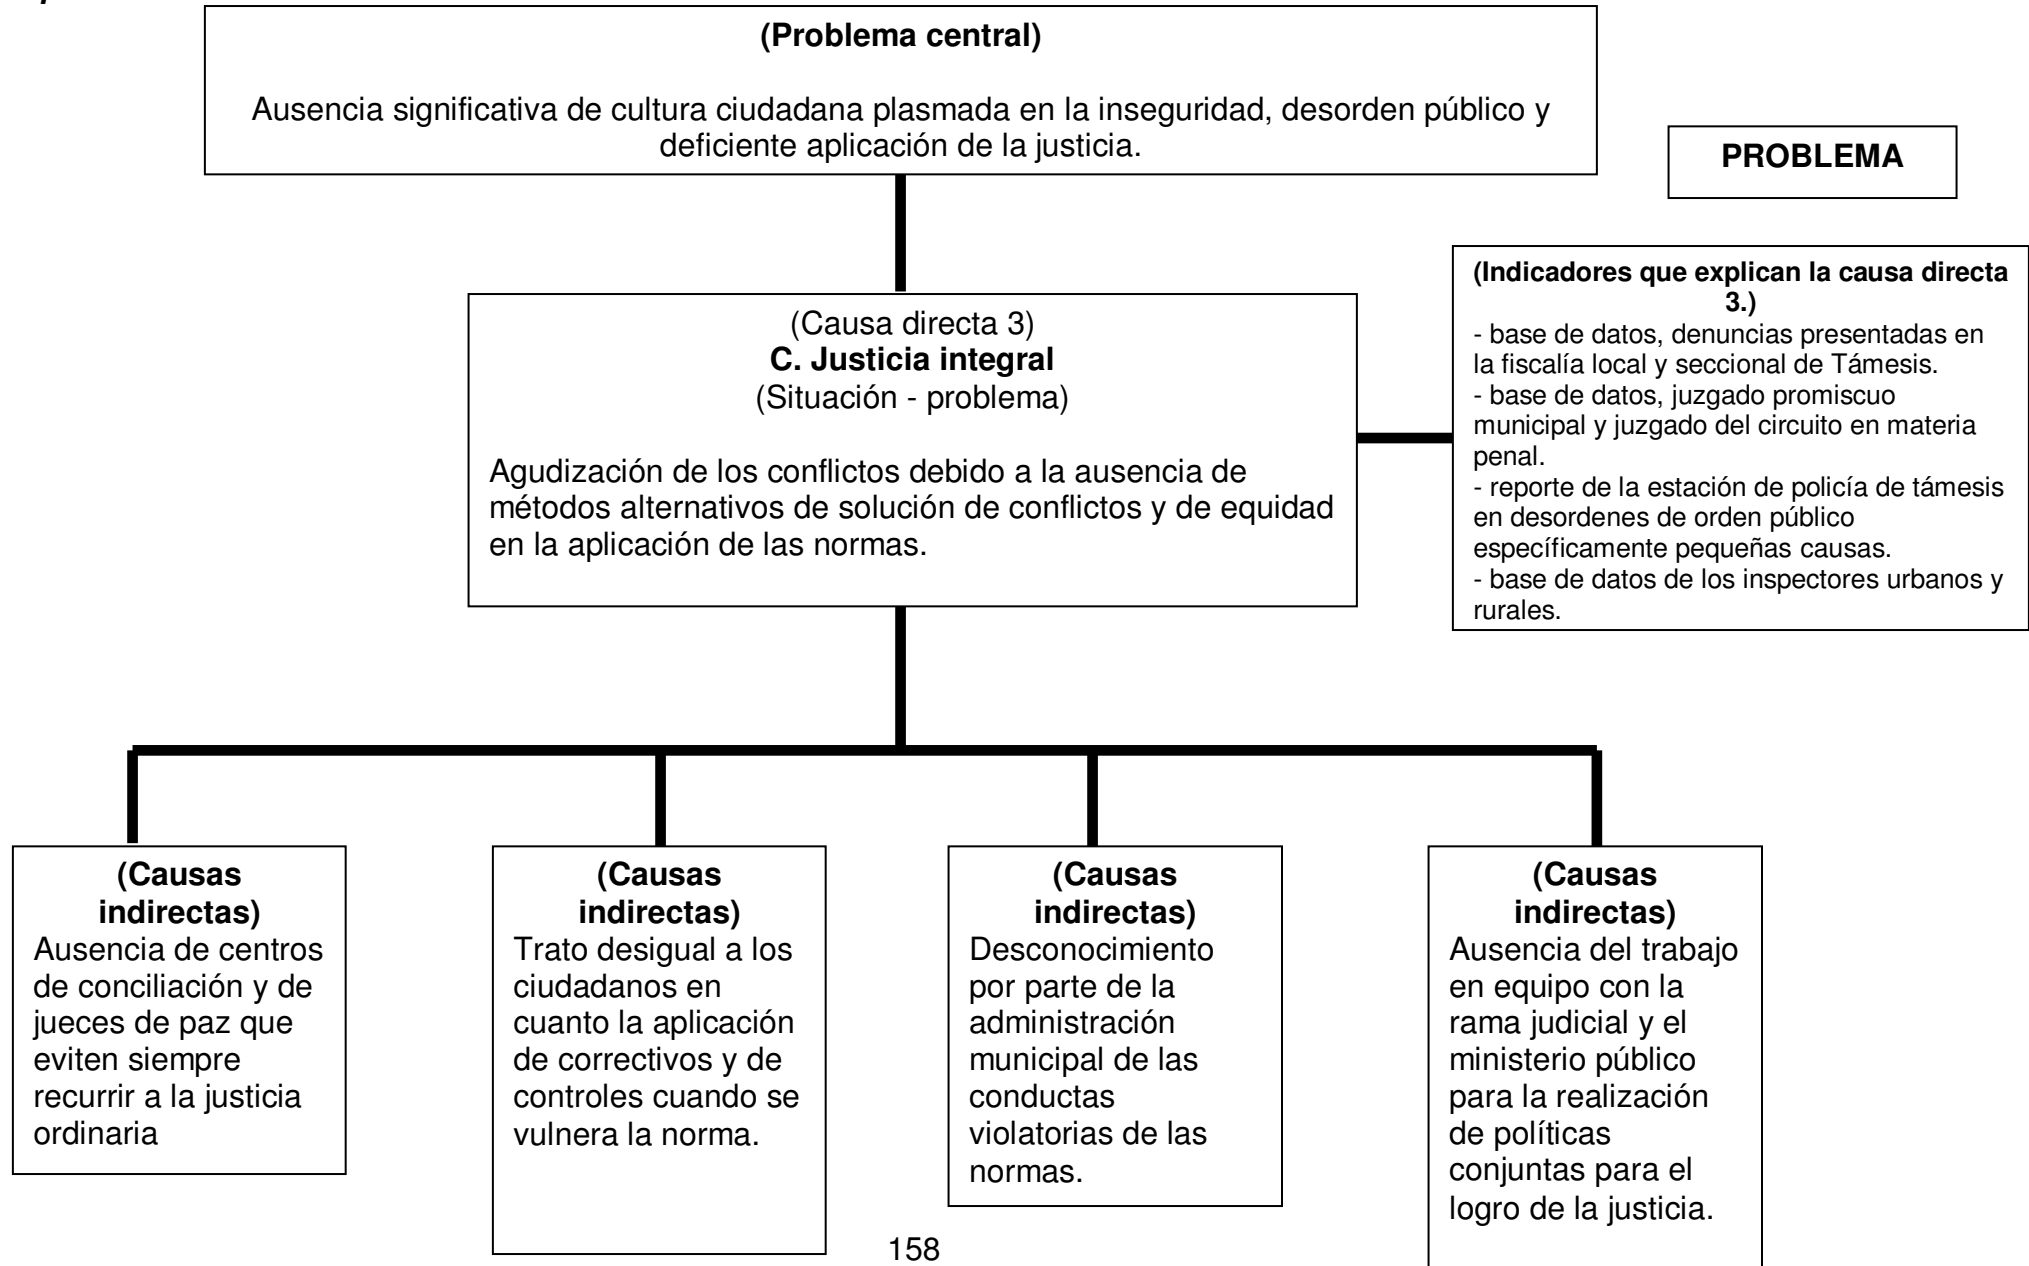 (Problema central)
Ausencia significativa de cultura ciudadana plasmada en la inseguridad, desorden público y
deficiente aplicación de la justicia.
PROBLEMA
(Indicadores que explican la causa directa
3.)
- base de datos, denuncias presentadas en
la fiscalía local y seccional de Támesis.
- base de datos, juzgado promiscuo
municipal y juzgado del circuito en materia
penal.
- reporte de la estación de policía de támesis
en desordenes de orden público
específicamente pequeñas causas.
- base de datos de los inspectores urbanos y
rurales.
(Causa directa 3)
C. Justicia integral
(Situación - problema)
Agudización de los conflictos debido a la ausencia de
métodos alternativos de solución de conflictos y de equidad
en la aplicación de las normas.
(Causas
indirectas)
Ausencia de centros
de conciliación y de
jueces de paz que
eviten siempre
recurrir a la justicia
ordinaria
(Causas
indirectas)
Trato desigual a los
ciudadanos en
cuanto la aplicación
de correctivos y de
controles cuando se
vulnera la norma.
(Causas
indirectas)
Desconocimiento
por parte de la
administración
municipal de las
conductas
violatorias de las
normas.
(Causas
indirectas)
Ausencia del trabajo
en equipo con la
rama judicial y el
ministerio público
para la realización
de políticas
conjuntas para el
logro de la justicia.
158